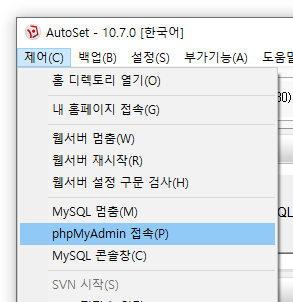 AutoSet - 10.7.0 [한국어]
제어(C) 백업(B) 설정(S) 부가기능(A) 도움말
홈 디렉토리 열기(O)
80)
내 홈페이지 접속(G)
웹서버 멈춤(W)
웹서버 재시작(R)
웹서버 설정 구문 검사(H)
MySQL 멈춤(M)
phpMyAdmin 접속(P)
MySQL 콘솔창(C)
SVN 시작(S)